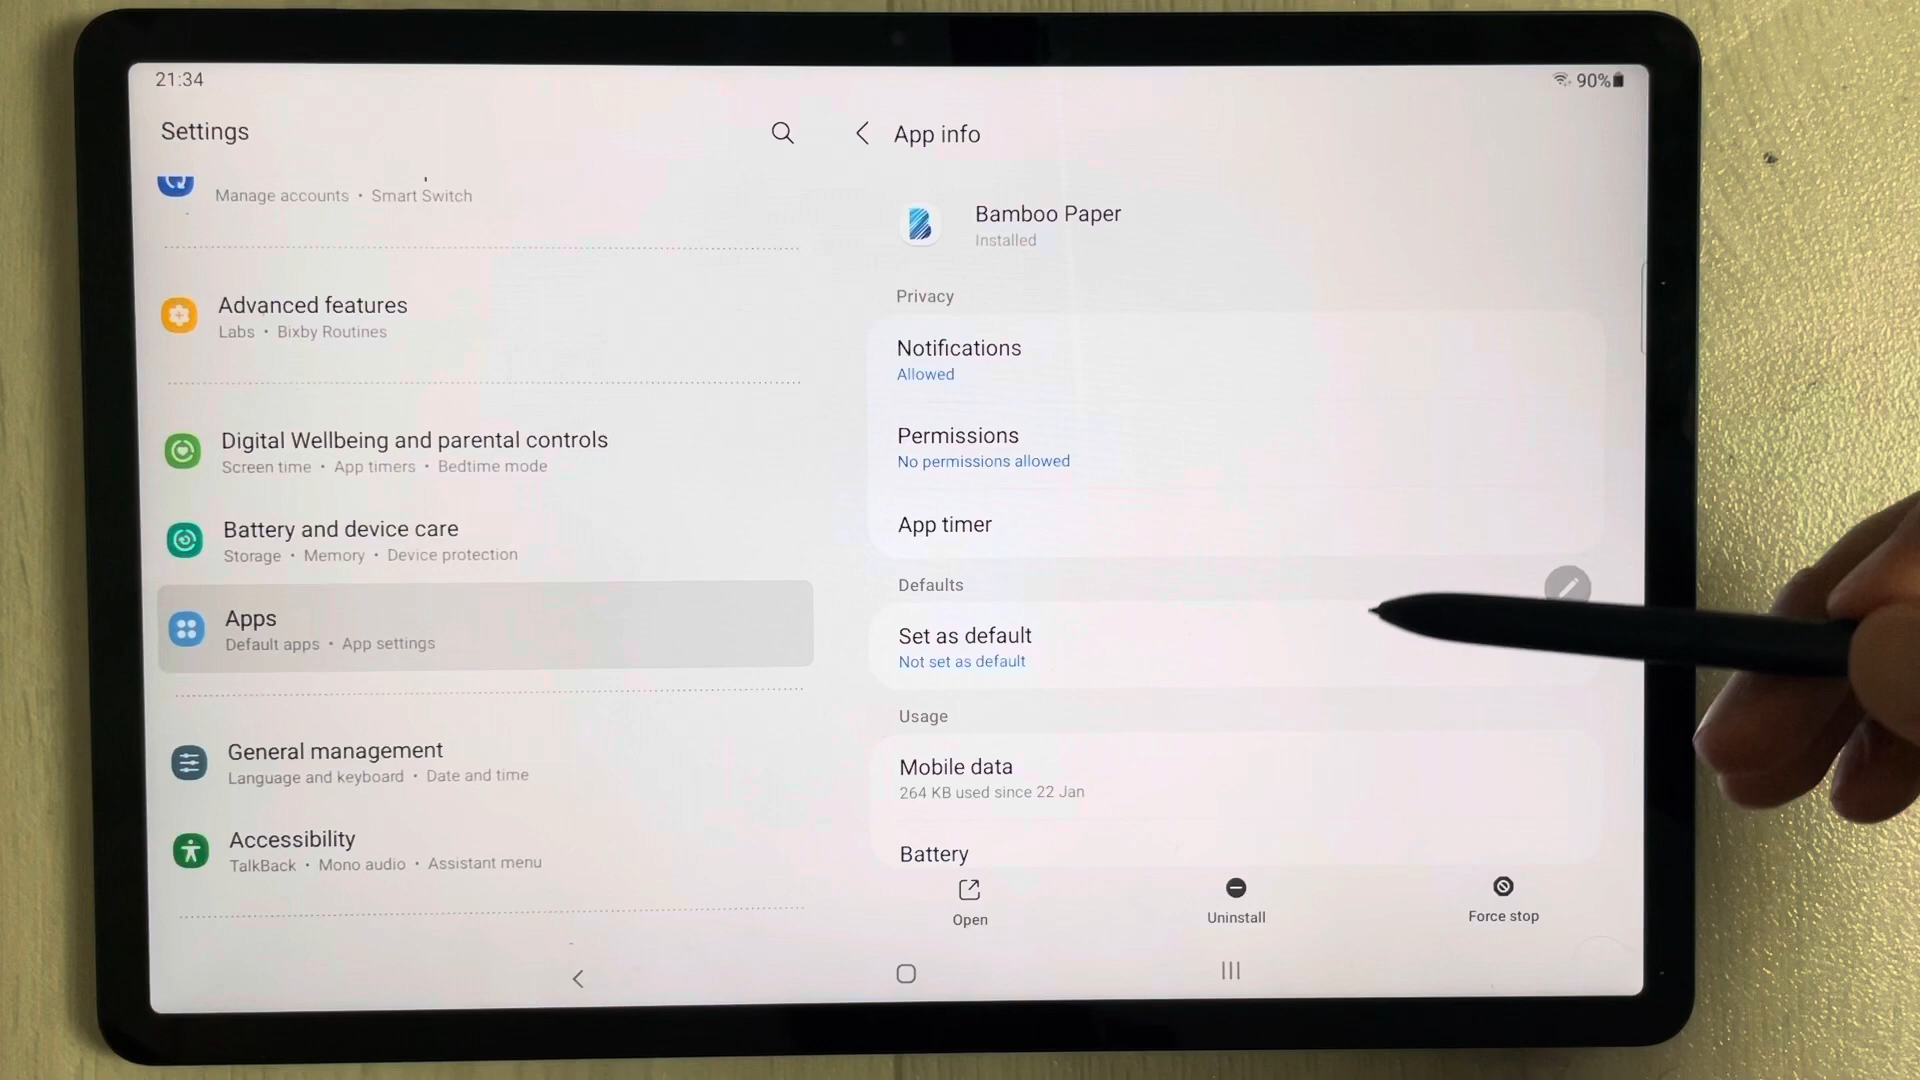 21:34
90%
Settings
Manage accounts • Smart Switch
Advanced features
Labs • Bixby Routines
Digital Wellbeing and parental controls
Screen time • App timers • Bedtime mode
Battery and device care
Storage • Memory • Device protection
Apps
Default apps • App settings
General management
Language and keyboard • Date and time
Accessibility
TalkBack • Mono audio • Assistant menu
App info
Bamboo Paper
Installed
Privacy
Notifications
Allowed
Permissions
No permissions allowed
App timer
Defaults
Set as default
Not set as default
Usage
Mobile data
264 KB used since 22 Jan
Battery
Open
Uninstall
Force stop